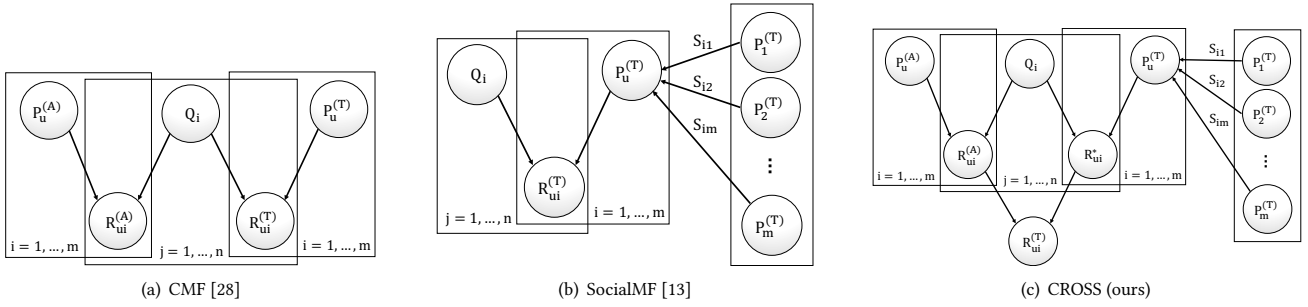 P_u^(A)
Q_i
P_u^(T)
R_ui^(A)
R_ui^(T)
i = 1, …, m
j = 1, …, n
i = 1, …, m
(a) CMF [28]
Q_i
P_u^(T)
S_i1
S_i2
S_im
P_1^(T)
P_2^(T)
⋮
P_m^(T)
R_ui^(T)
j = 1, …, n
i = 1, …, m
(b) SocialMF [13]
P_u^(A)
Q_i
P_u^(T)
S_i1
S_i2
S_im
P_1^(T)
P_2^(T)
⋮
P_m^(T)
R_ui^(A)
R_ui^*
i = 1, …, m
j = 1, …, n
i = 1, …, m
R_ui^(T)
(c) CROSS (ours)